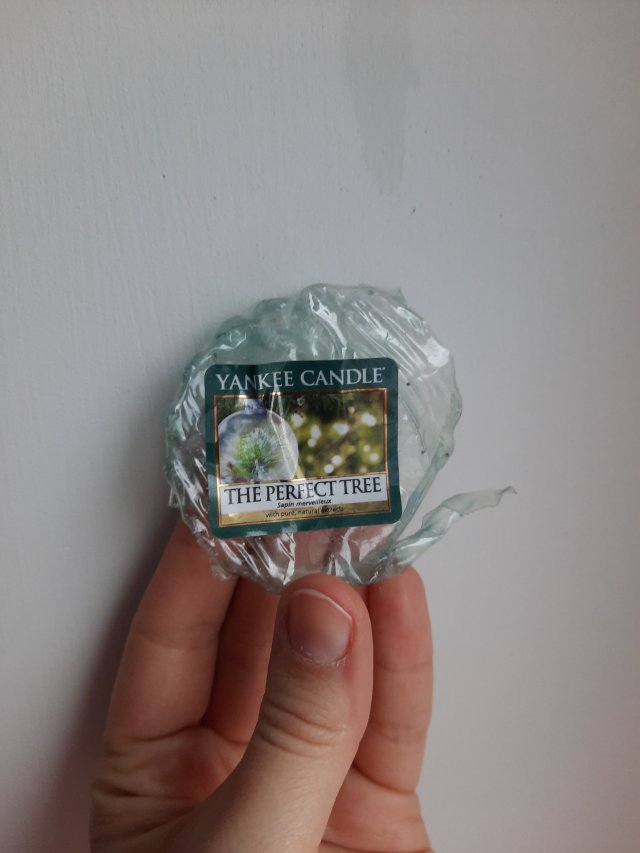 YANKEE CANDLE®
THE PERFECT TREE
Sapin merveilleux
with pure, natural extracts